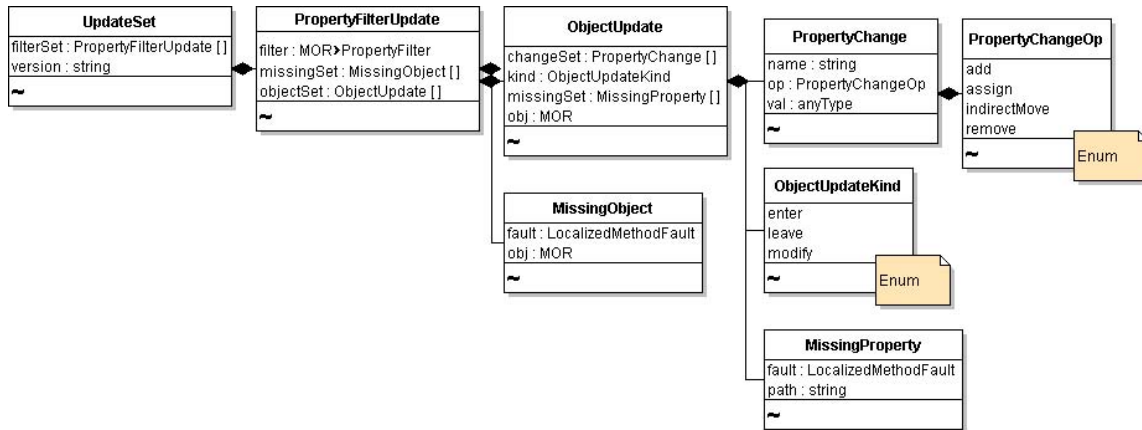 UpdateSet
filterSet : PropertyFilterUpdate [ ]
version : string
~
PropertyFilterUpdate
filter : MOR>PropertyFilter
missingSet : MissingObject [ ]
objectSet : ObjectUpdate [ ]
~
ObjectUpdate
changeSet : PropertyChange [ ]
kind : ObjectUpdateKind
missingSet : MissingProperty [ ]
obj : MOR
~
PropertyChange
name : string
op : PropertyChangeOp
val : anyType
~
PropertyChangeOp
add
assign
indirectMove
remove
~
Enum
MissingObject
fault : LocalizedMethodFault
obj : MOR
~
ObjectUpdateKind
enter
leave
modify
~
Enum
MissingProperty
fault : LocalizedMethodFault
path : string
~